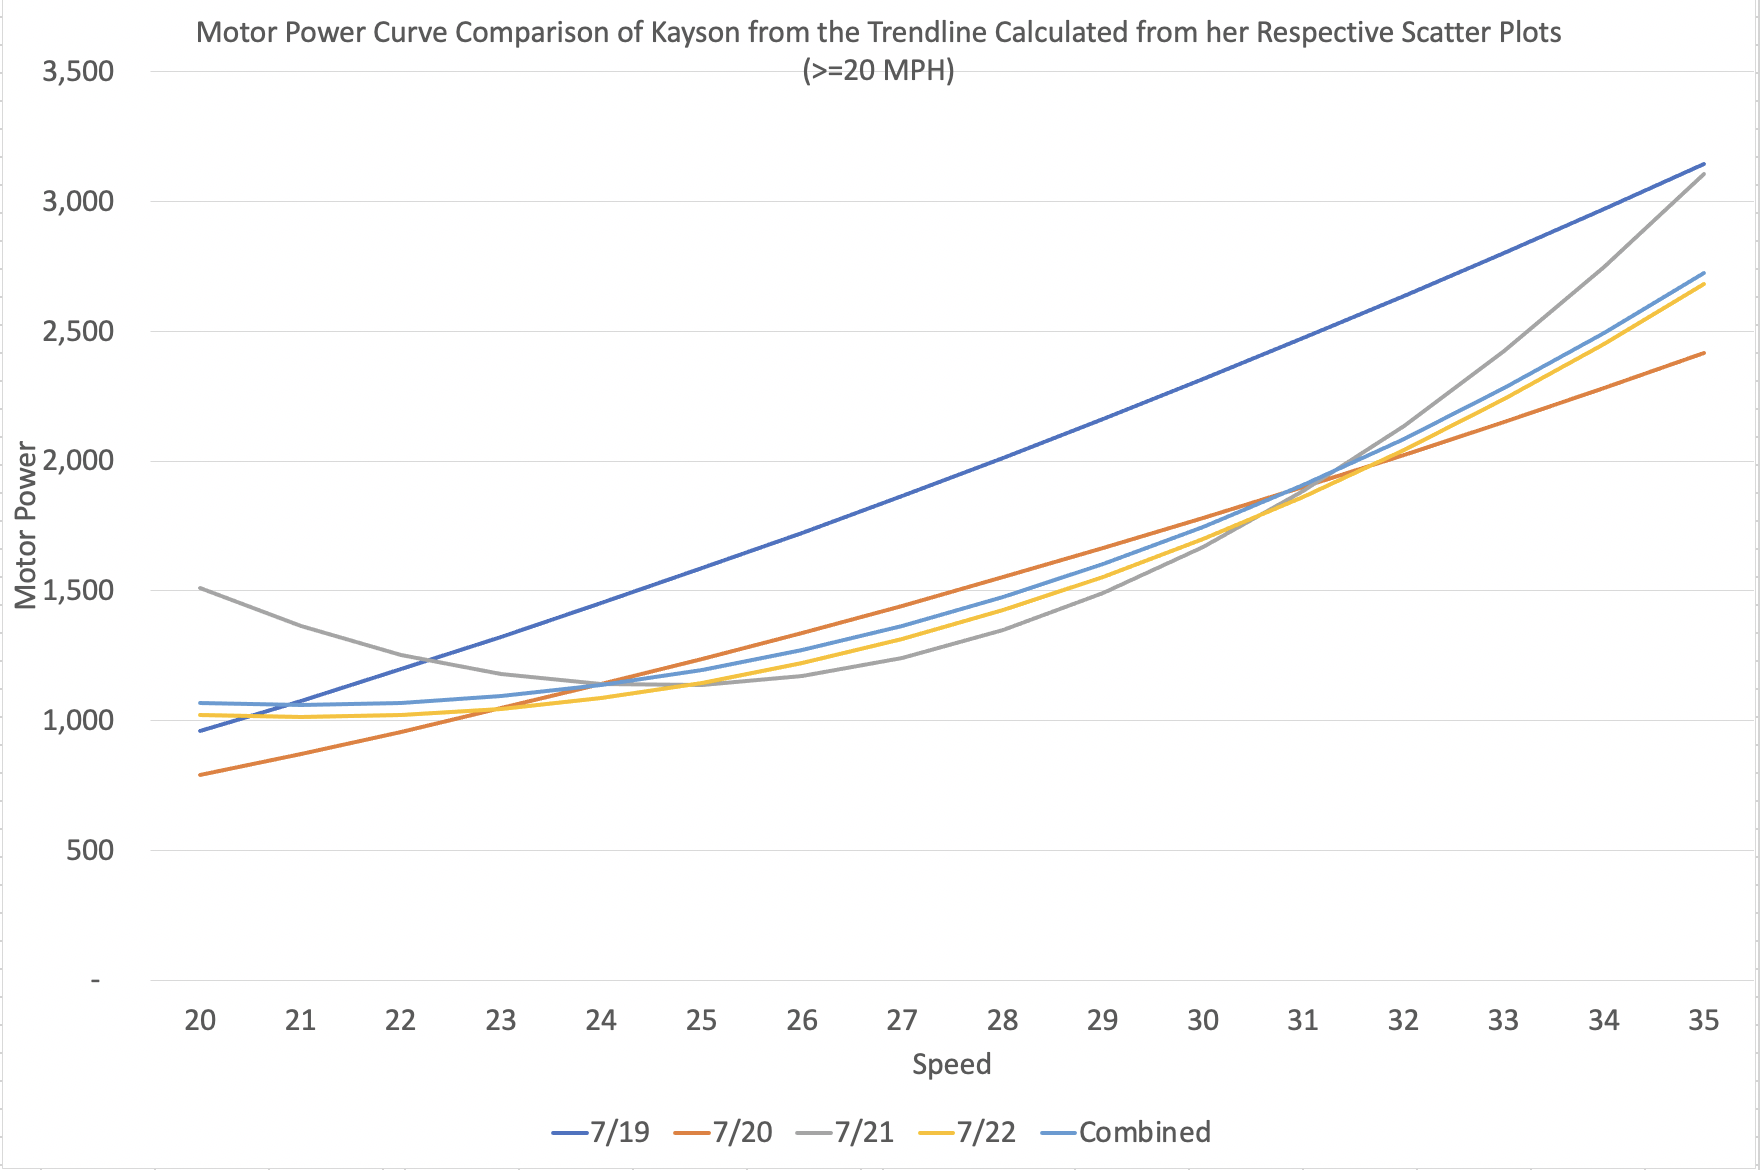 Motor Power Curve Comparison of Kayson from the Trendline Calculated from her Respective Scatter Plots
(>=20 MPH)
3,500
3,000
2,500
2,000
1,500
1,000
500
-
Motor Power
20 21 22 23 24 25 26 27 28 29 30 31 32 33 34 35
Speed
7/19 7/20 7/21 7/22 Combined